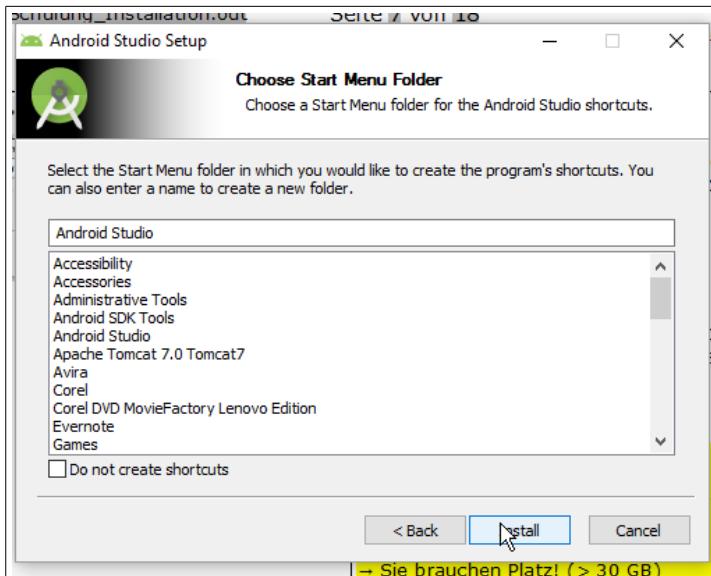 Schulung_Installation.odt Seite 7 von 18
Android Studio Setup
Choose Start Menu Folder
Choose a Start Menu folder for the Android Studio shortcuts.
Select the Start Menu folder in which you would like to create the program's shortcuts. You
can also enter a name to create a new folder.
Android Studio
Accessibility
Accessories
Administrative Tools
Android SDK Tools
Android Studio
Apache Tomcat 7.0 Tomcat7
Avira
Corel
Corel DVD MovieFactory Lenovo Edition
Evernote
Games
Do not create shortcuts
< Back Install Cancel
→ Sie brauchen Platz! (> 30 GB)